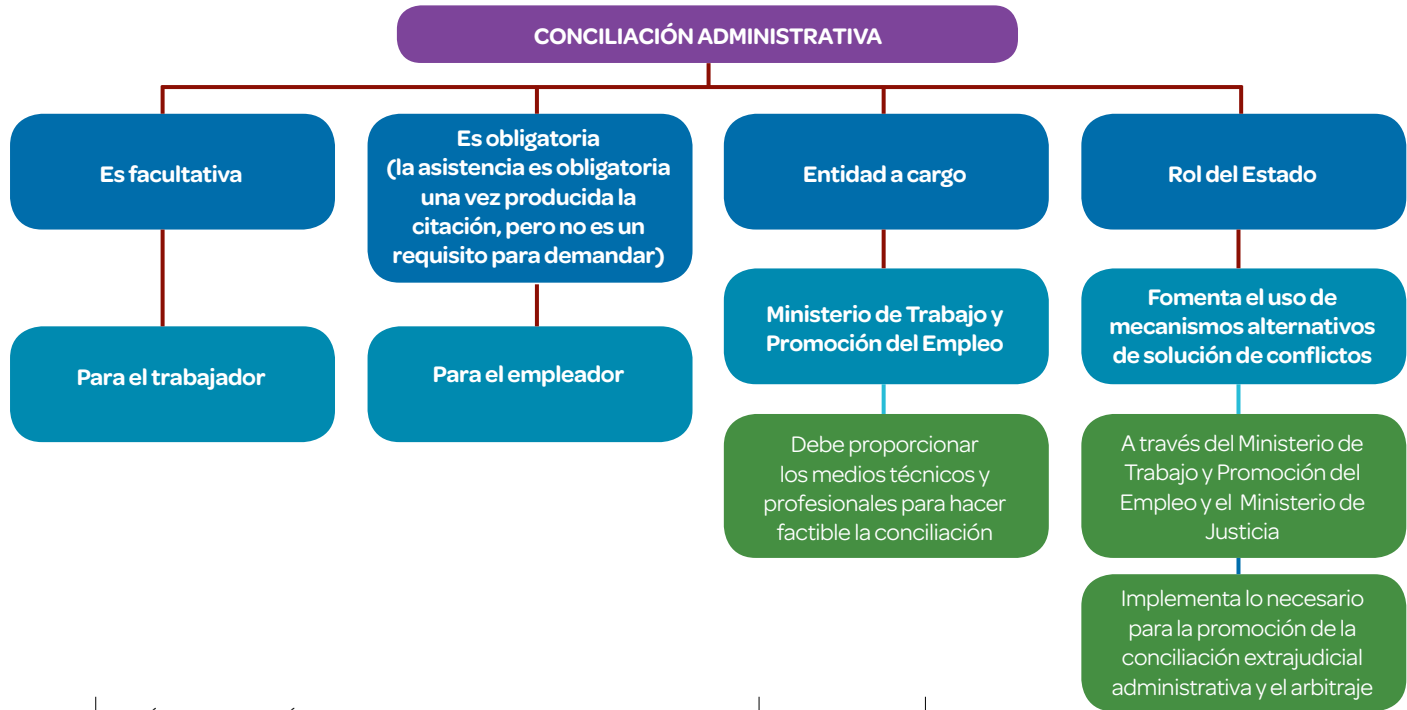 CONCILIACIÓN ADMINISTRATIVA
Es facultativa
Para el trabajador
Es obligatoria
(la asistencia es obligatoria
una vez producida la
citación, pero no es un
requisito para demandar)
Para el empleador
Entidad a cargo
Ministerio de Trabajo y
Promoción del Empleo
Debe proporcionar
los medios técnicos y
profesionales para hacer
factible la conciliación
Rol del Estado
Fomenta el uso de
mecanismos alternativos
de solución de conflictos
A través del Ministerio de
Trabajo y Promoción del
Empleo y el Ministerio de
Justicia
Implementa lo necesario
para la promoción de la
conciliación extrajudicial
administrativa y el arbitraje